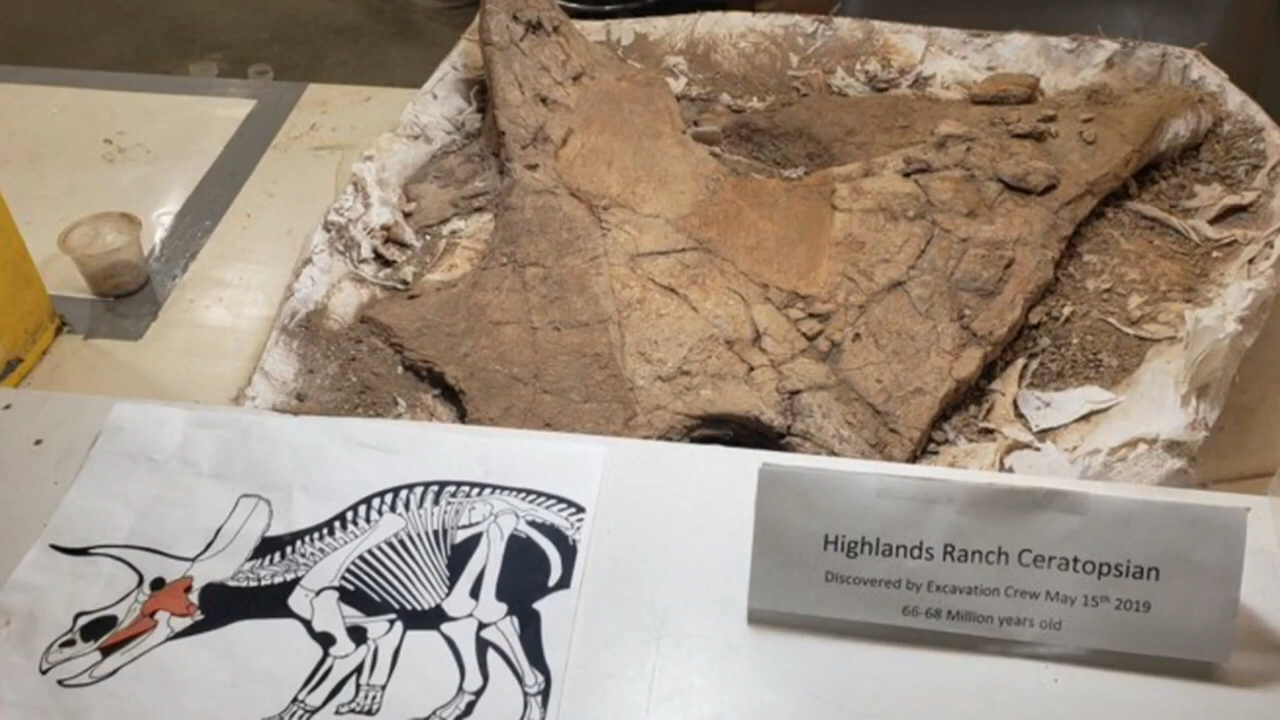 Highlands Ranch Ceratopsian
Discovered by Excavation Crew May 15th 2019
66-68 Million years old